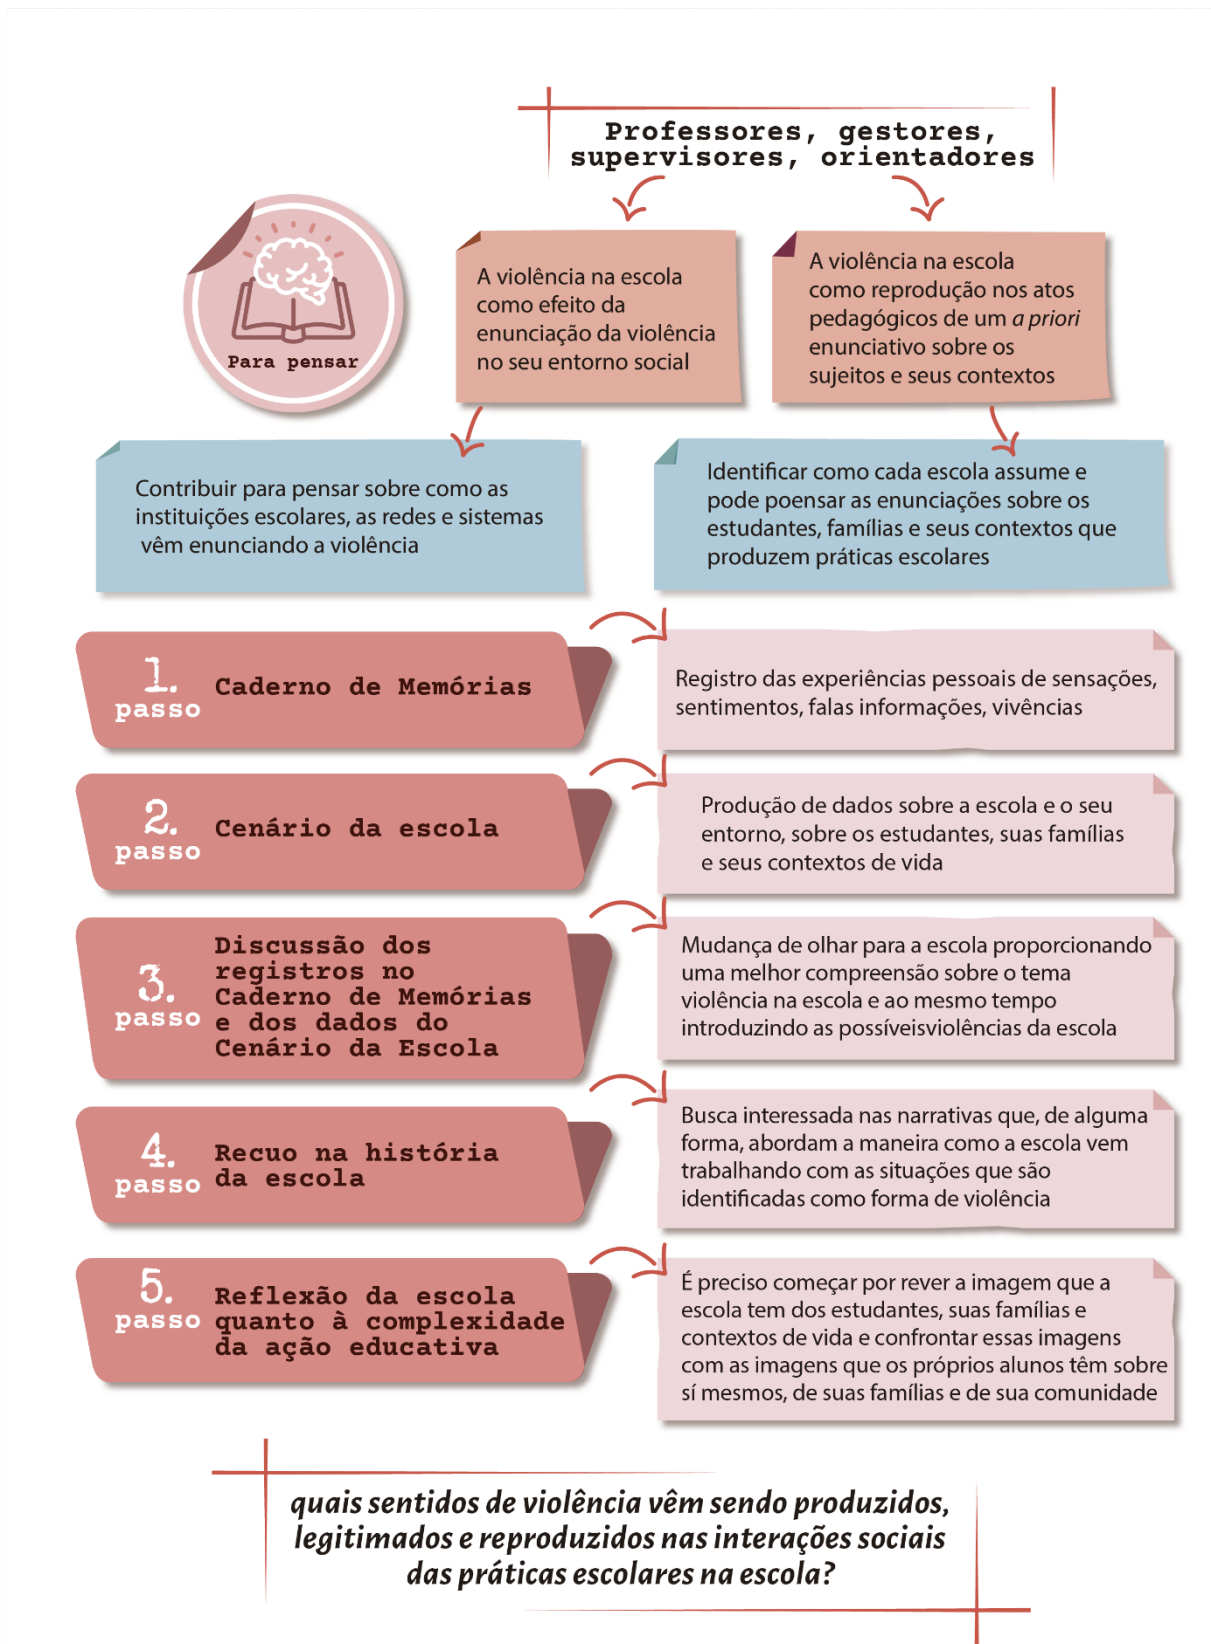 Professores, gestores,
supervisores, orientadores
Para pensar
A violência na escola
como efeito da
enunciação da violência
no seu entorno social
A violência na escola
como reprodução nos atos
pedagógicos de um a priori
enunciativo sobre os
sujeitos e seus contextos
Contribuir para pensar sobre como as
instituições escolares, as redes e sistemas
vêm enunciando a violência
Identificar como cada escola assume e
pode poensar as enunciações sobre os
estudantes, famílias e seus contextos que
produzem práticas escolares
1.
passo
Caderno de Memórias
Registro das experiências pessoais de sensações,
sentimentos, falas informações, vivências
2.
passo
Cenário da escola
Produção de dados sobre a escola e o seu
entorno, sobre os estudantes, suas famílias
e seus contextos de vida
3.
passo
Discussão dos
registros no
Caderno de Memórias
e dos dados do
Cenário da Escola
Mudança de olhar para a escola proporcionando
uma melhor compreensão sobre o tema
violência na escola e ao mesmo tempo
introduzindo as possíveisviolências da escola
4.
passo
Recuo na história
da escola
Busca interessada nas narrativas que, de alguma
forma, abordam a maneira como a escola vem
trabalhando com as situações que são
identificadas como forma de violência
5.
passo
Reflexão da escola
quanto à complexidade
da ação educativa
É preciso começar por rever a imagem que a
escola tem dos estudantes, suas famílias e
contextos de vida e confrontar essas imagens
com as imagens que os próprios alunos têm sobre
sí mesmos, de suas famílias e de sua comunidade
quais sentidos de violência vêm sendo produzidos,
legitimados e reproduzidos nas interações sociais
das práticas escolares na escola?